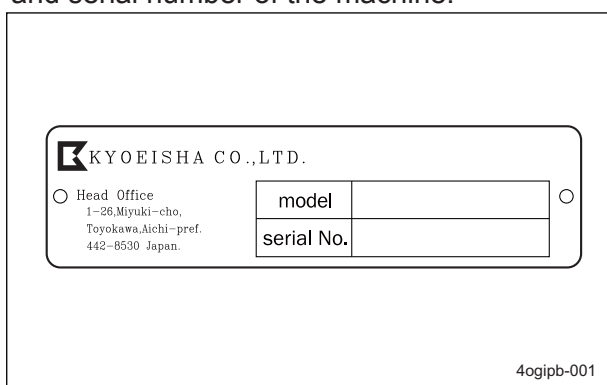 and serial number of the machine.
KYOEISHA CO.,LTD.
Head Office
1-26,Miyuki-cho,
Toyokawa,Aichi-pref.
442-8530 Japan.
model
serial No.
4ogipb-001